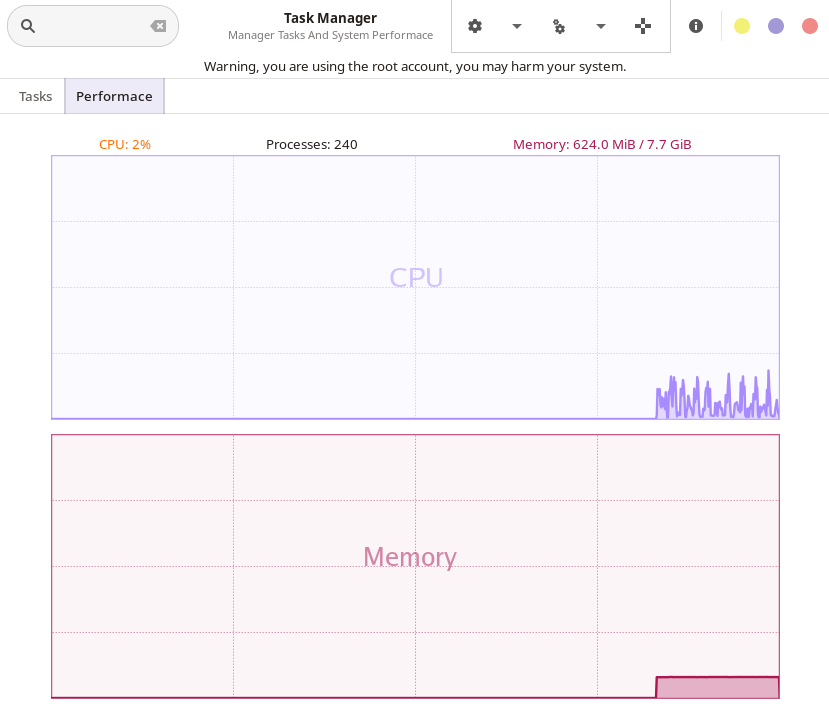 Task Manager
Manager Tasks And System Performace
Warning, you are using the root account, you may harm your system.
Tasks
Performace
CPU: 2%
Processes: 240
Memory: 624.0 MiB / 7.7 GiB
CPU
Memory